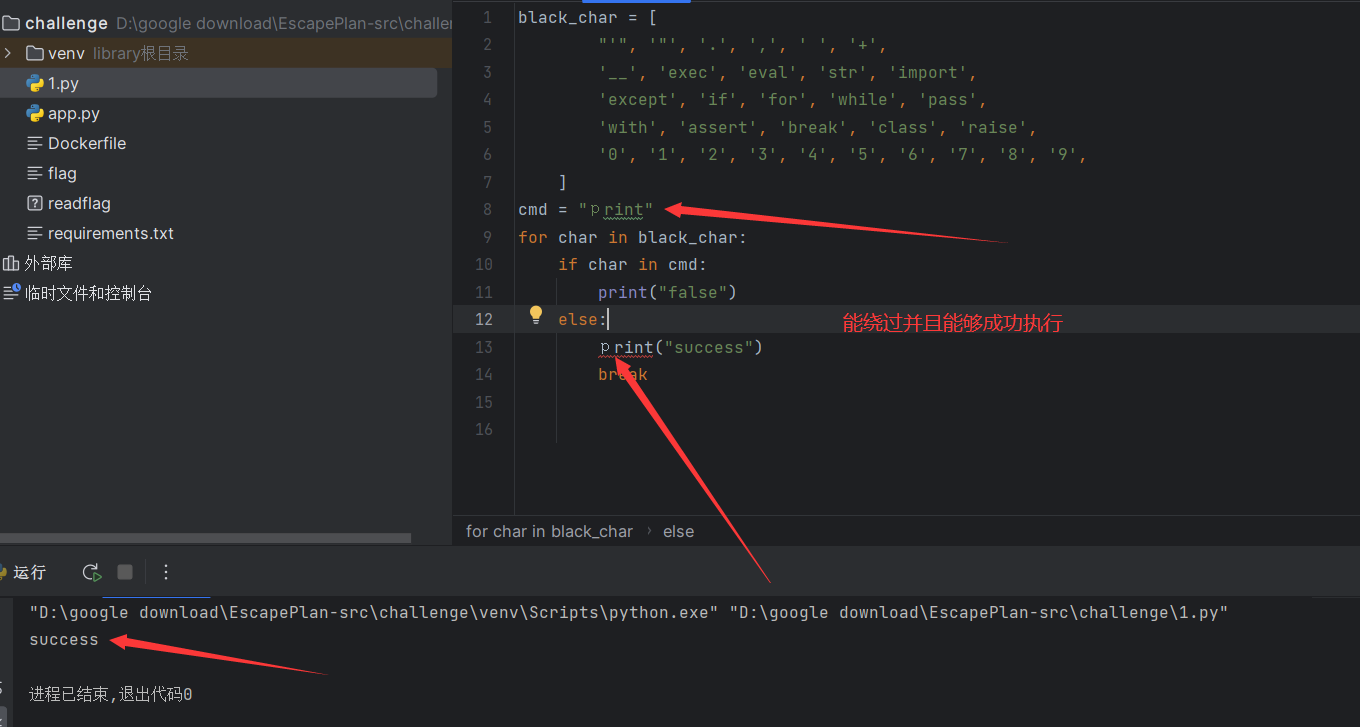 challenge D:\google download\EscapePlan-src\challer
venv library根目录
1.py
app.py
Dockerfile
flag
readflag
requirements.txt
外部库
临时文件和控制台
1 black_char = [
2 "'", '"', '.', ',', ' ', '+',
3 '__', 'exec', 'eval', 'str', 'import',
4 'except', 'if', 'for', 'while', 'pass',
5 'with', 'assert', 'break', 'class', 'raise',
6 '0', '1', '2', '3', '4', '5', '6', '7', '8', '9',
7 ]
8 cmd = "ｐrint"
9 for char in black_char:
10 if char in cmd:
11 print("false")
12 else:
能绕过并且能够成功执行
13 ｐrint("success")
14 break
15
16
for char in black_char › else
运行
"D:\google download\EscapePlan-src\challenge\venv\Scripts\python.exe" "D:\google download\EscapePlan-src\challenge\1.py"
success
进程已结束,退出代码0